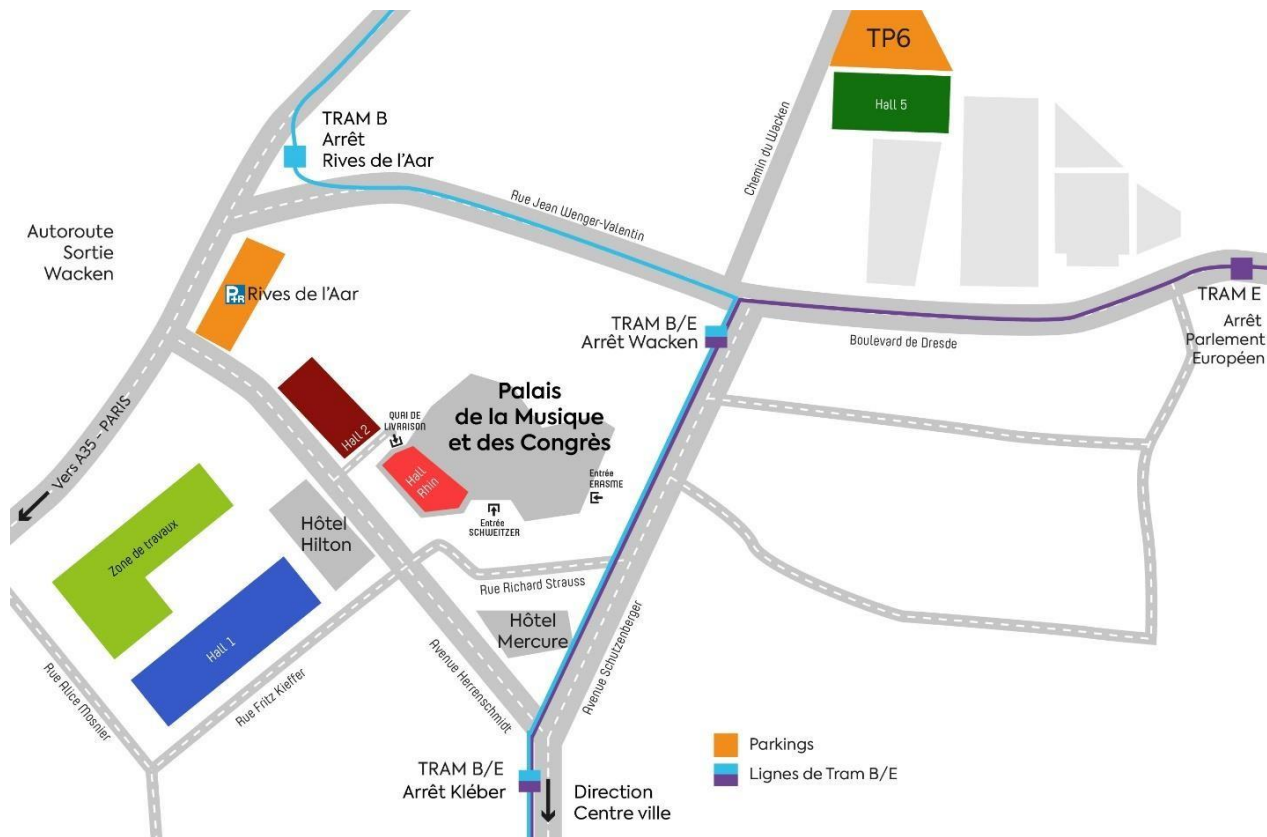 TP6
Hall 5
Chemin du Wacken
TRAM B
Arrêt
Rives de l'Aar
Rue Jean Wenger-Valentin
Autoroute
Sortie
Wacken
P+R Rives de l'Aar
TRAM E
Arrêt
Parlement
Européen
TRAM B/E
Arrêt Wacken
Boulevard de Dresde
Palais
de la Musique
et des Congrès
QUAI DE
LIVRAISON
Hall 2
Hall
Rhin
Entrée
ERASME
Entrée
SCHWEITZER
Vers A35 - PARIS
Zone de travaux
Hôtel
Hilton
Rue Richard Strauss
Hôtel
Mercure
Hall 1
Avenue Herrenschmidt
Avenue Schutzenberger
Rue Alice Mosnier
Rue Fritz Kieffer
Parkings
Lignes de Tram B/E
TRAM B/E
Arrêt Kléber
Direction
Centre ville